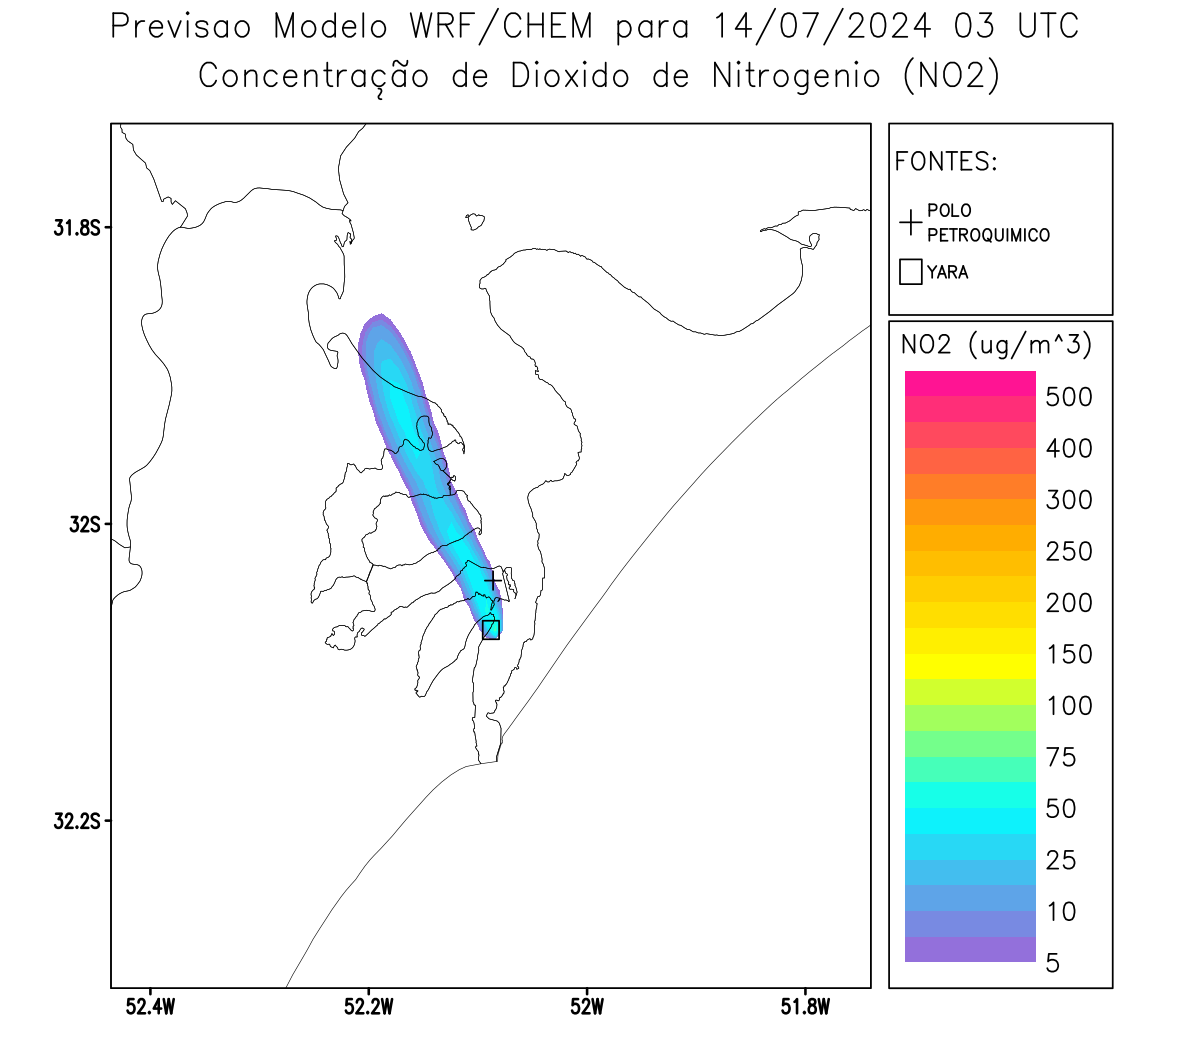 Previsao Modelo WRF/CHEM para 14/07/2024 03 UTC
Concentração de Dioxido de Nitrogenio (NO2)
FONTES:
POLO
PETROQUIMICO
YARA
NO2 (ug/m^3)
500
400
300
250
200
150
100
75
50
25
10
5
31.8S
32S
32.2S
52.4W
52.2W
52W
51.8W